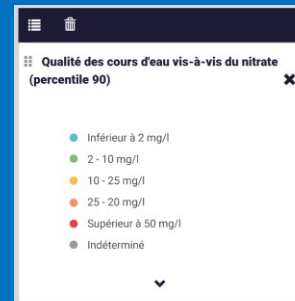 Qualité des cours d'eau vis-à-vis du nitrate
(percentile 90)
Inférieur à 2 mg/l
2 - 10 mg/l
10 - 25 mg/l
25 - 20 mg/l
Supérieur à 50 mg/l
Indéterminé